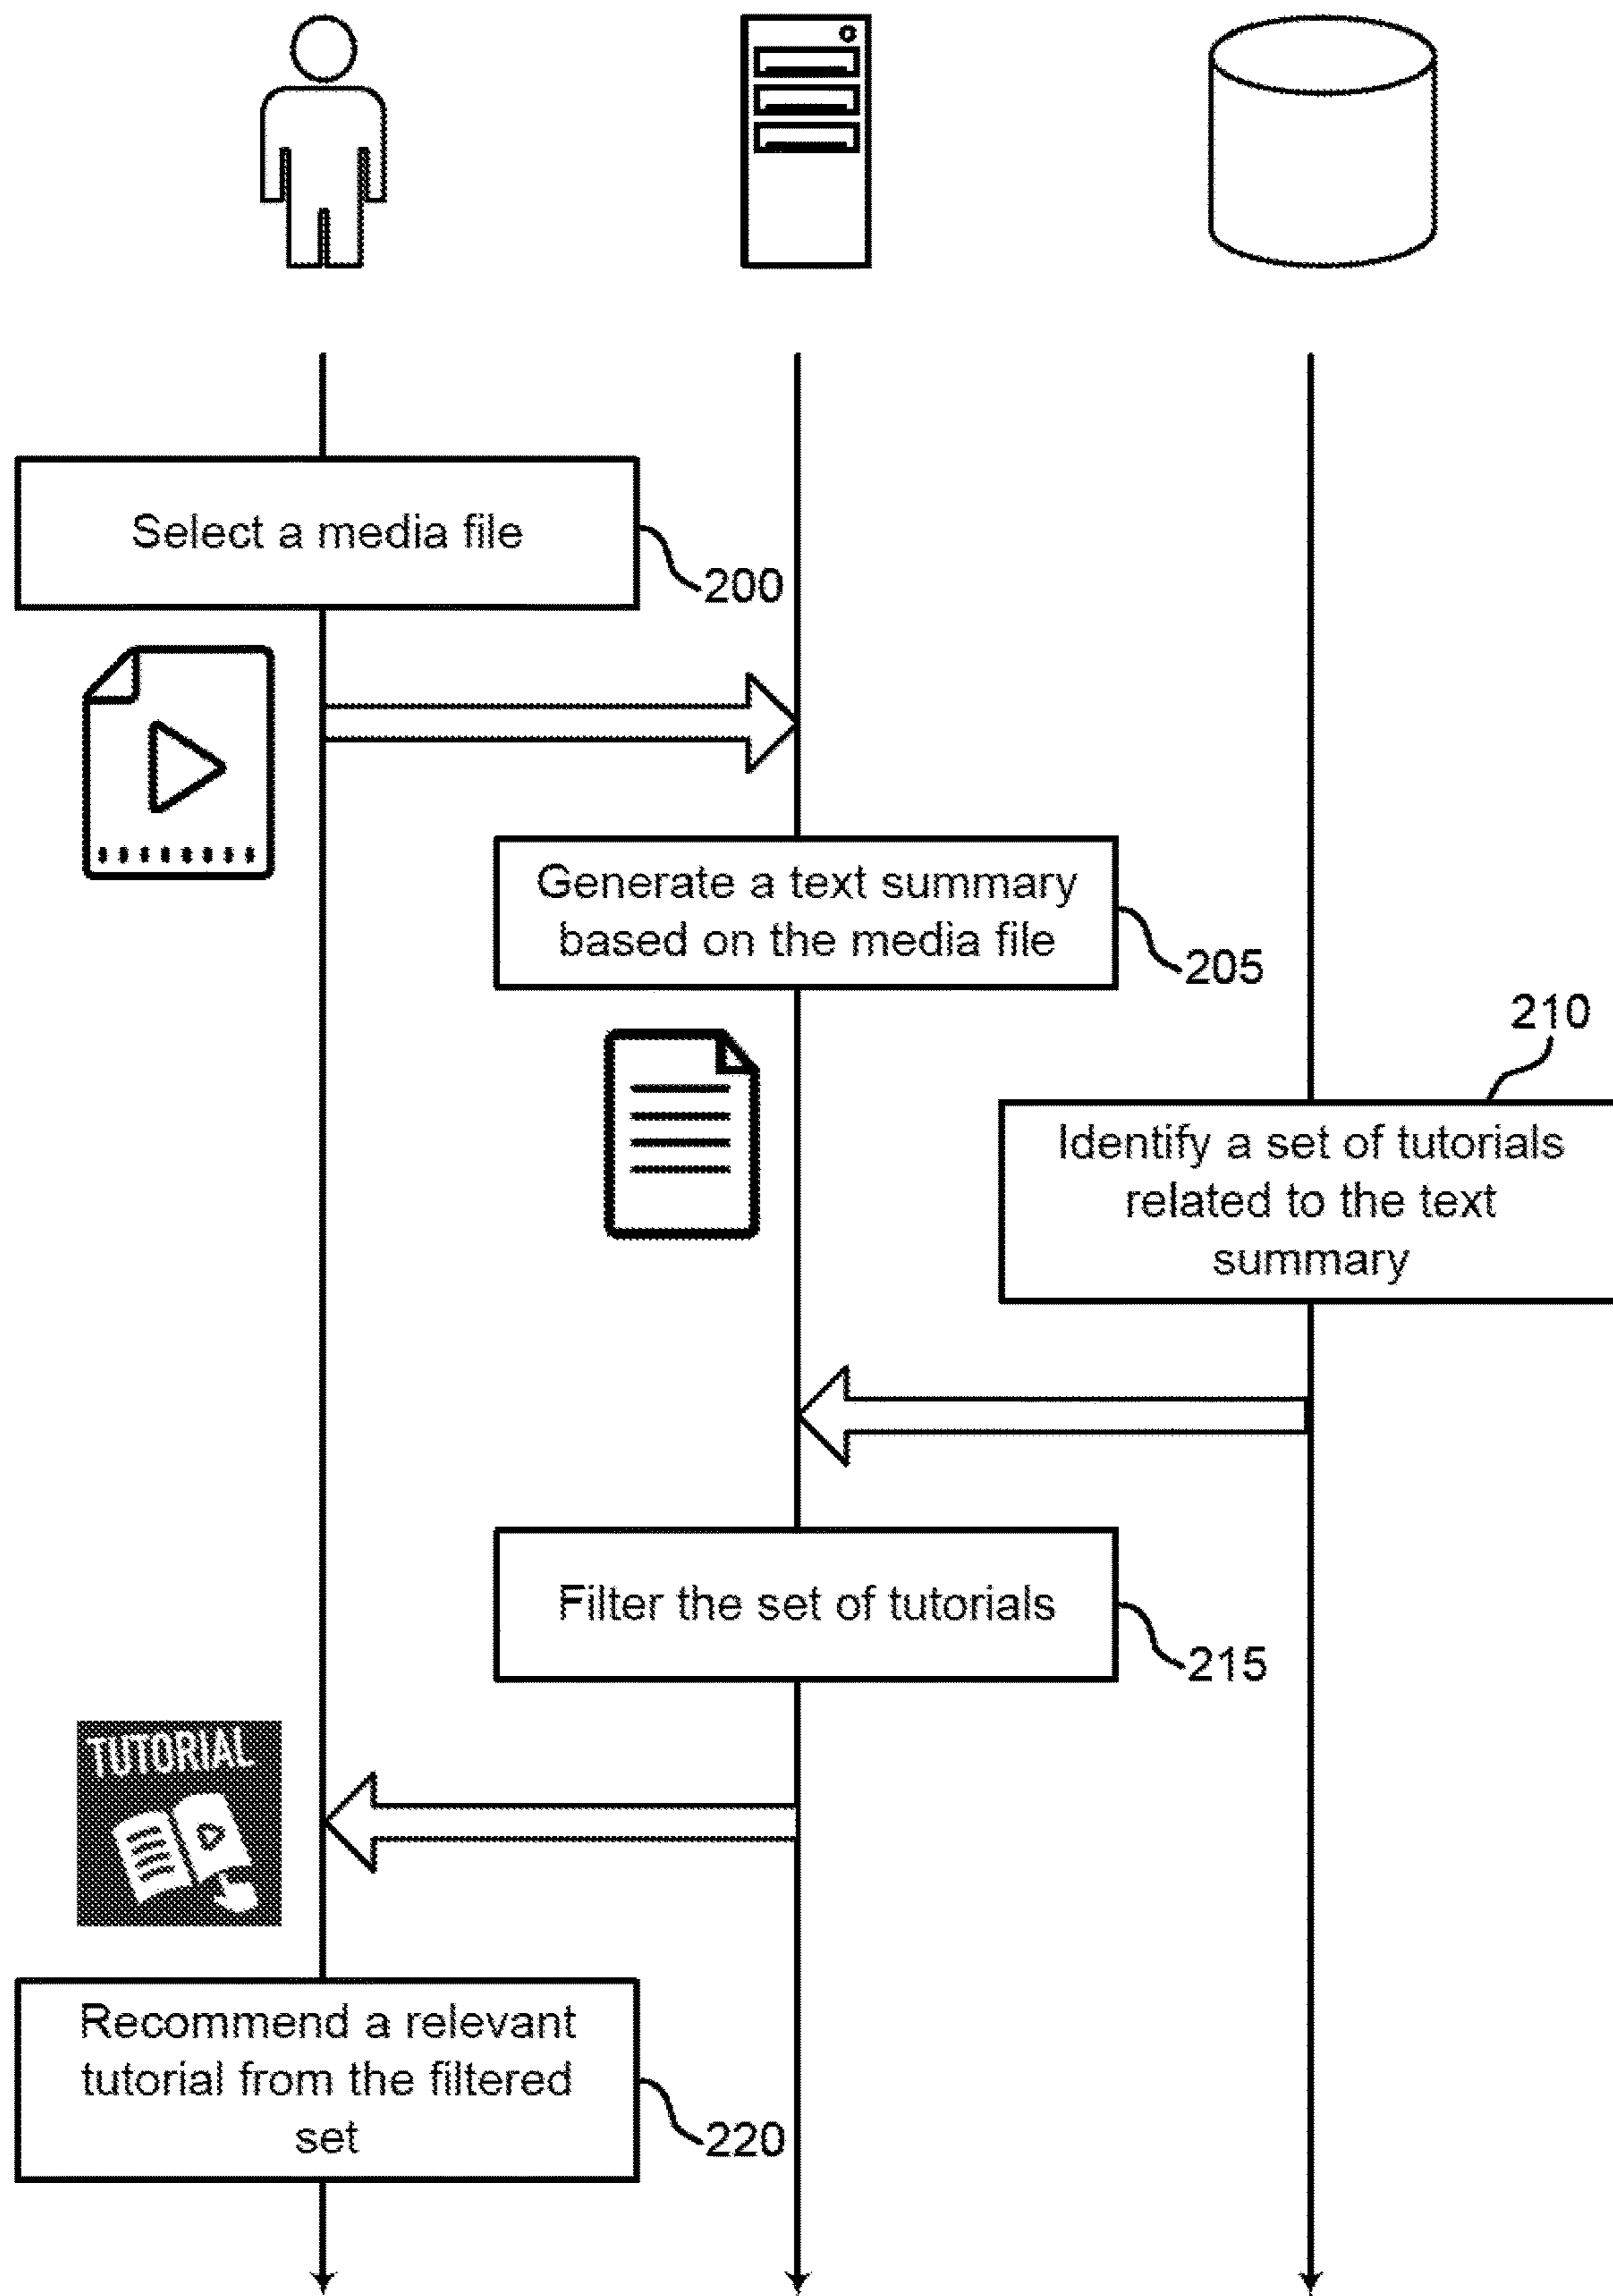 Select a media file
200
Generate a text summary
based on the media file
205
210
Identify a set of tutorials
related to the text
summary
Filter the set of tutorials
215
TUTORIAL
Recommend a relevant
tutorial from the filtered
set
220